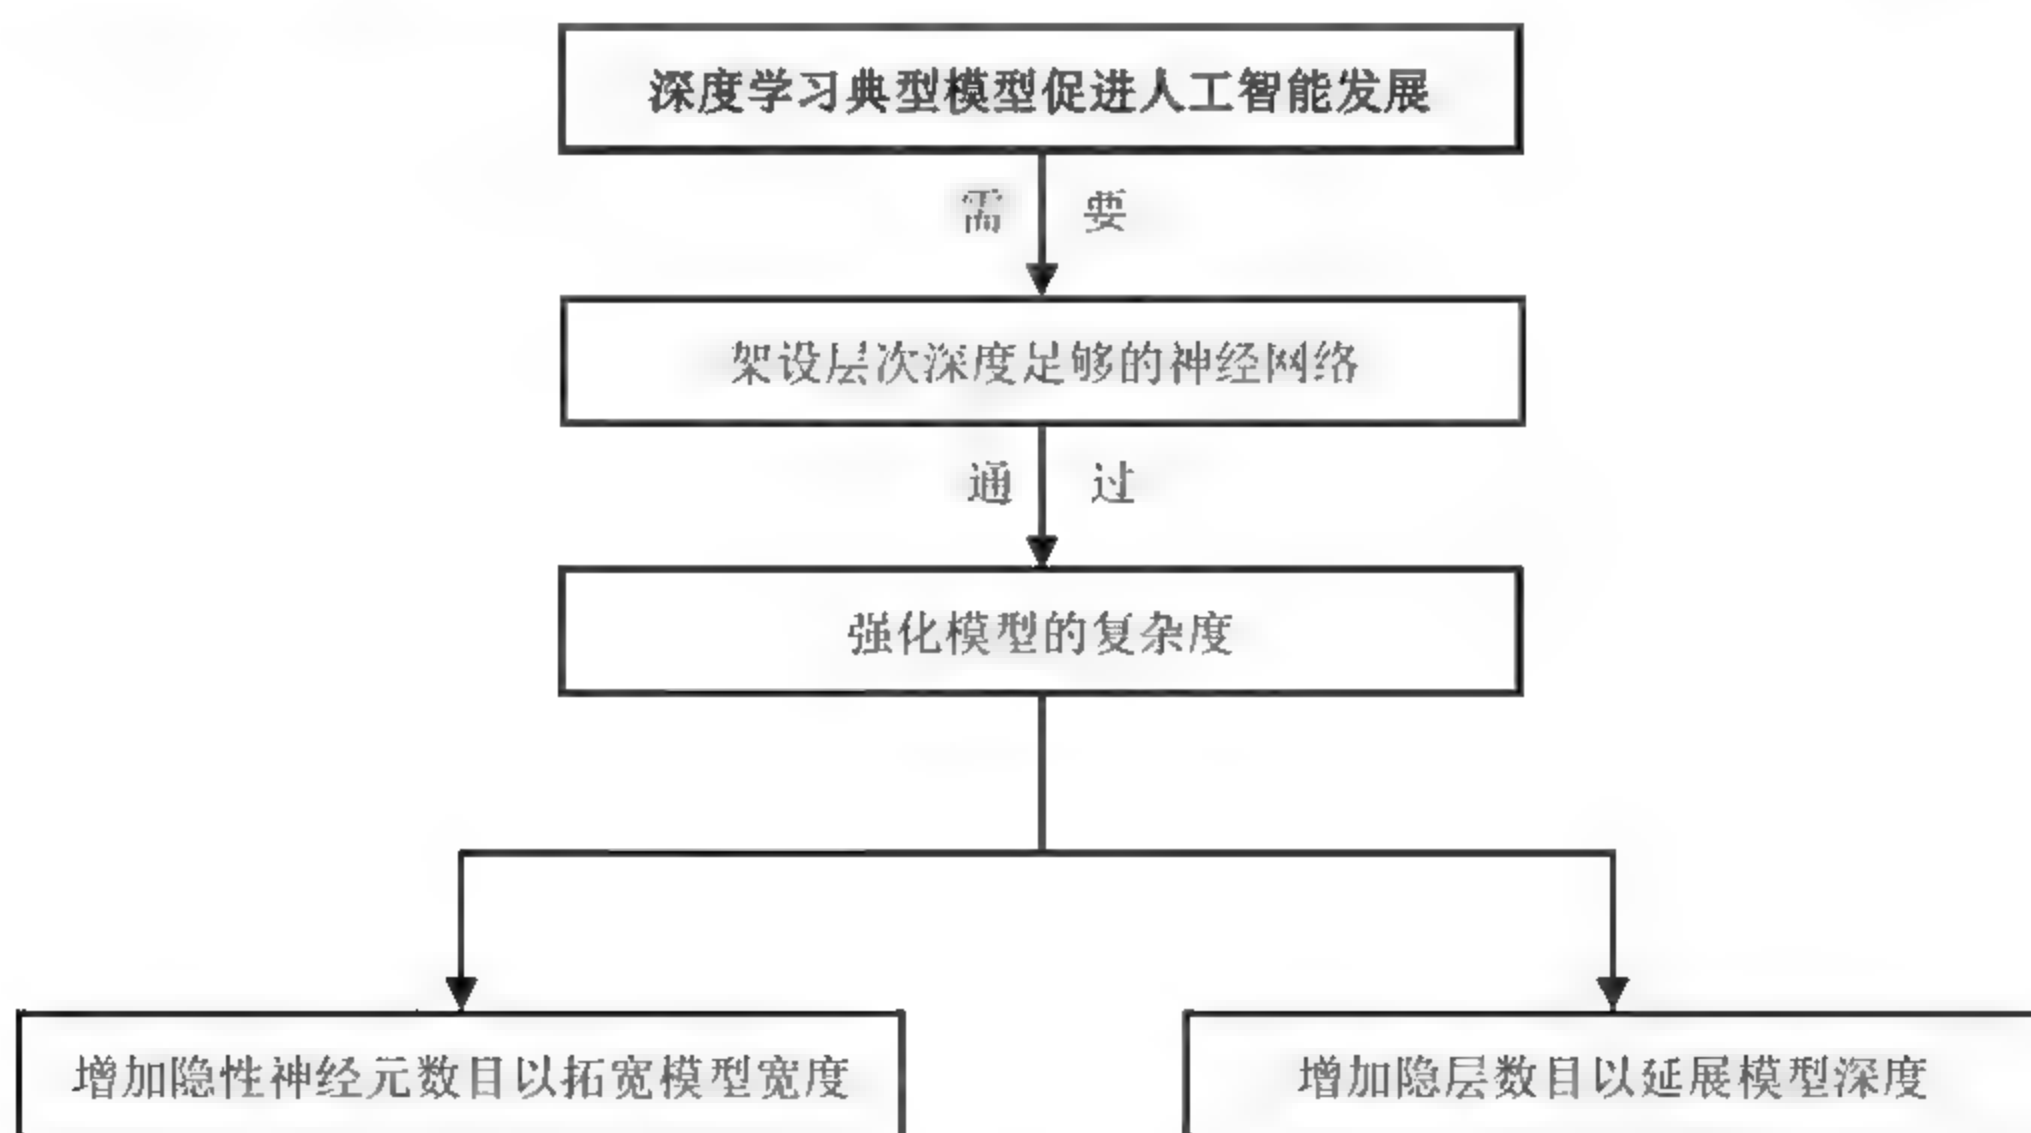 深度学习典型模型促进人工智能发展
需要
架设层次深度足够的神经网络
通过
强化模型的复杂度
增加隐性神经元数目以拓宽模型宽度
增加隐层数目以延展模型深度